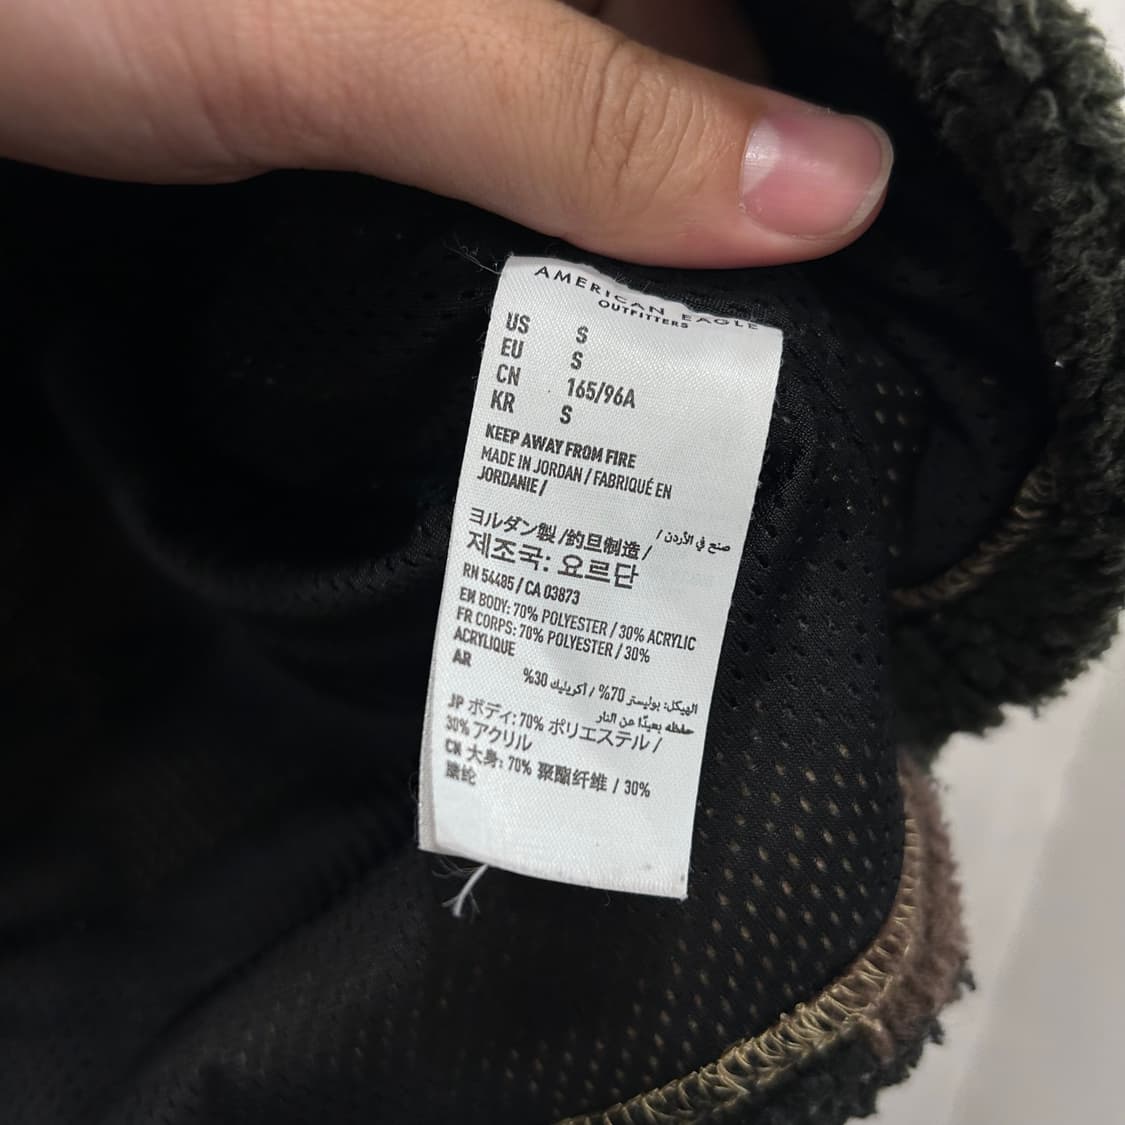 AMERICAN EAGLE
OUTFITTERS
US S
EU S
CN 165/96A
KR S
KEEP AWAY FROM FIRE
MADE IN JORDAN / FABRIQUÉ EN
JORDANIE /
صنع في الأردن /
ヨルダン製 /約旦制造 /
제조국: 요르단
RN 54485 / CA 03873
EN BODY: 70% POLYESTER / 30% ACRYLIC
FR CORPS: 70% POLYESTER / 30%
ACRYLIQUE
AR
الهيكل: بوليستر 70% / أكريليك 30%
حفظه بعيدًا عن النار
JP ボディ: 70% ポリエステル /
30% アクリル
CN 大身: 70% 聚酯纤维 / 30%
腈纶